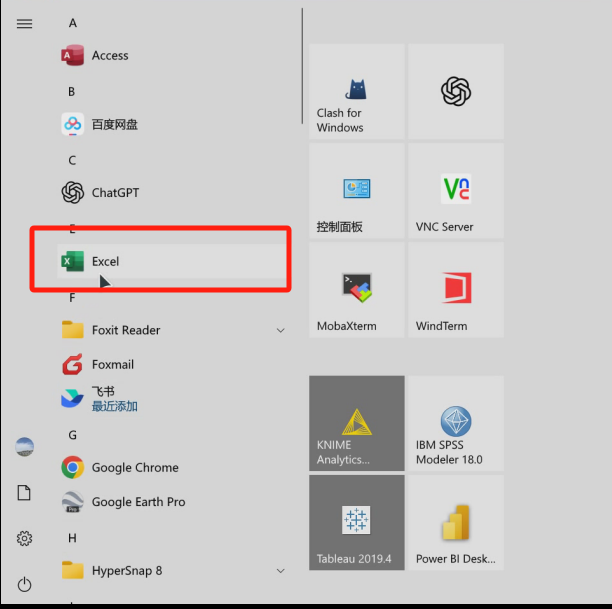 A
Access
B
百度网盘
C
ChatGPT
E
Excel
F
Foxit Reader
Foxmail
飞书
最近添加
G
Google Chrome
Google Earth Pro
H
HyperSnap 8
Clash for
Windows
控制面板
VNC Server
MobaXterm
WindTerm
KNIME
Analytics...
IBM SPSS
Modeler 18.0
Tableau 2019.4
Power BI Desk...